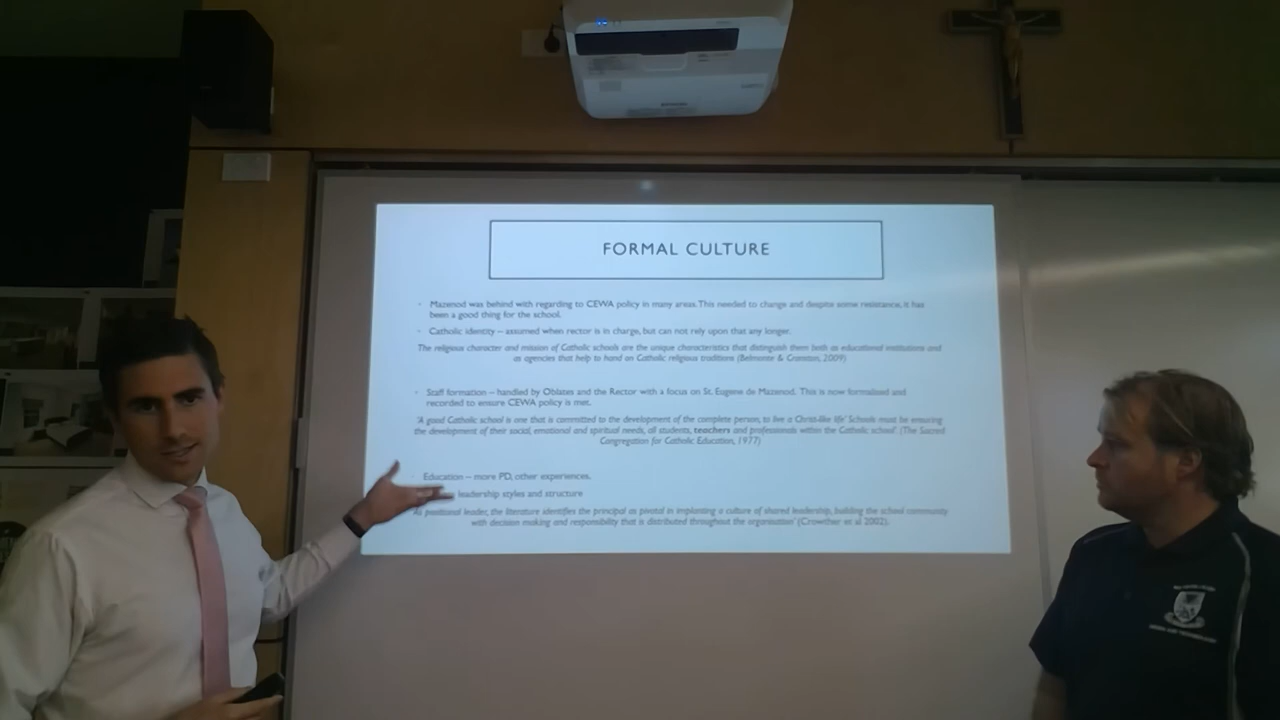 FORMAL CULTURE
Mazenod was behind with regarding to CEWA policy in many areas. This needed to change and despite some resistance, it has
been a good thing for the school.
Catholic identity – assumed when rector is in charge, but can not rely upon that any longer.
The religious character and mission of Catholic schools are the unique characteristics that distinguish them both as educational institutions and
as agencies that help to hand on Catholic religious traditions (Belmonte & Cranston, 2009)
Staff formation – handled by Oblates and the Rector with a focus on St. Eugene de Mazenod. This is now formalised and
recorded to ensure CEWA policy is met.
'A good Catholic school is one that is committed to the development of the complete person, to live a Christ-like life' Schools must be ensuring
the development of their social, emotional and spiritual needs, all students, teachers and professionals within the Catholic school' (The Sacred
Congregation for Catholic Education, 1977)
Education – more PD, other experiences.
leadership styles and structure
'As positional leader, the literature identifies the principal as pivotal in implanting a culture of shared leadership, building the school community
with decision making and responsibility that is distributed throughout the organisation' (Crowther et al 2002).